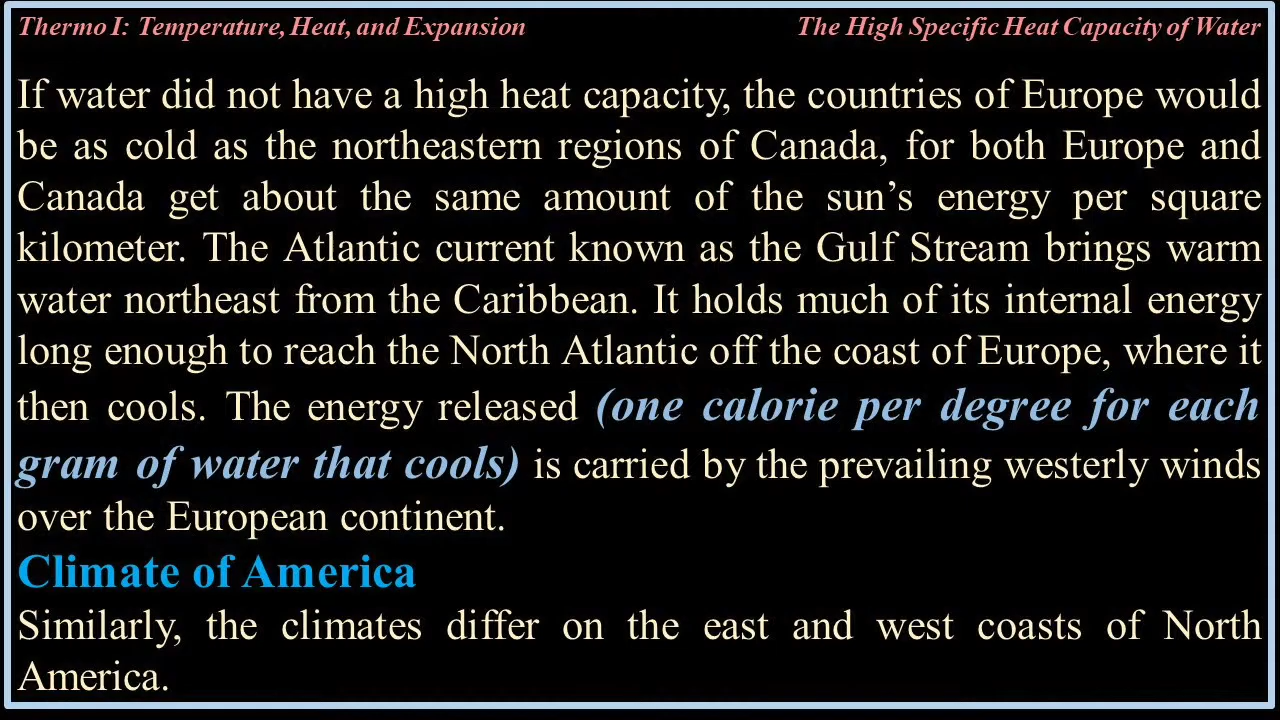 Thermo I: Temperature, Heat, and Expansion The High Specific Heat Capacity of Water
If water did not have a high heat capacity, the countries of Europe would
be as cold as the northeastern regions of Canada, for both Europe and
Canada get about the same amount of the sun’s energy per square
kilometer. The Atlantic current known as the Gulf Stream brings warm
water northeast from the Caribbean. It holds much of its internal energy
long enough to reach the North Atlantic off the coast of Europe, where it
then cools. The energy released (one calorie per degree for each
gram of water that cools) is carried by the prevailing westerly winds
over the European continent.
Climate of America
Similarly, the climates differ on the east and west coasts of North
America.